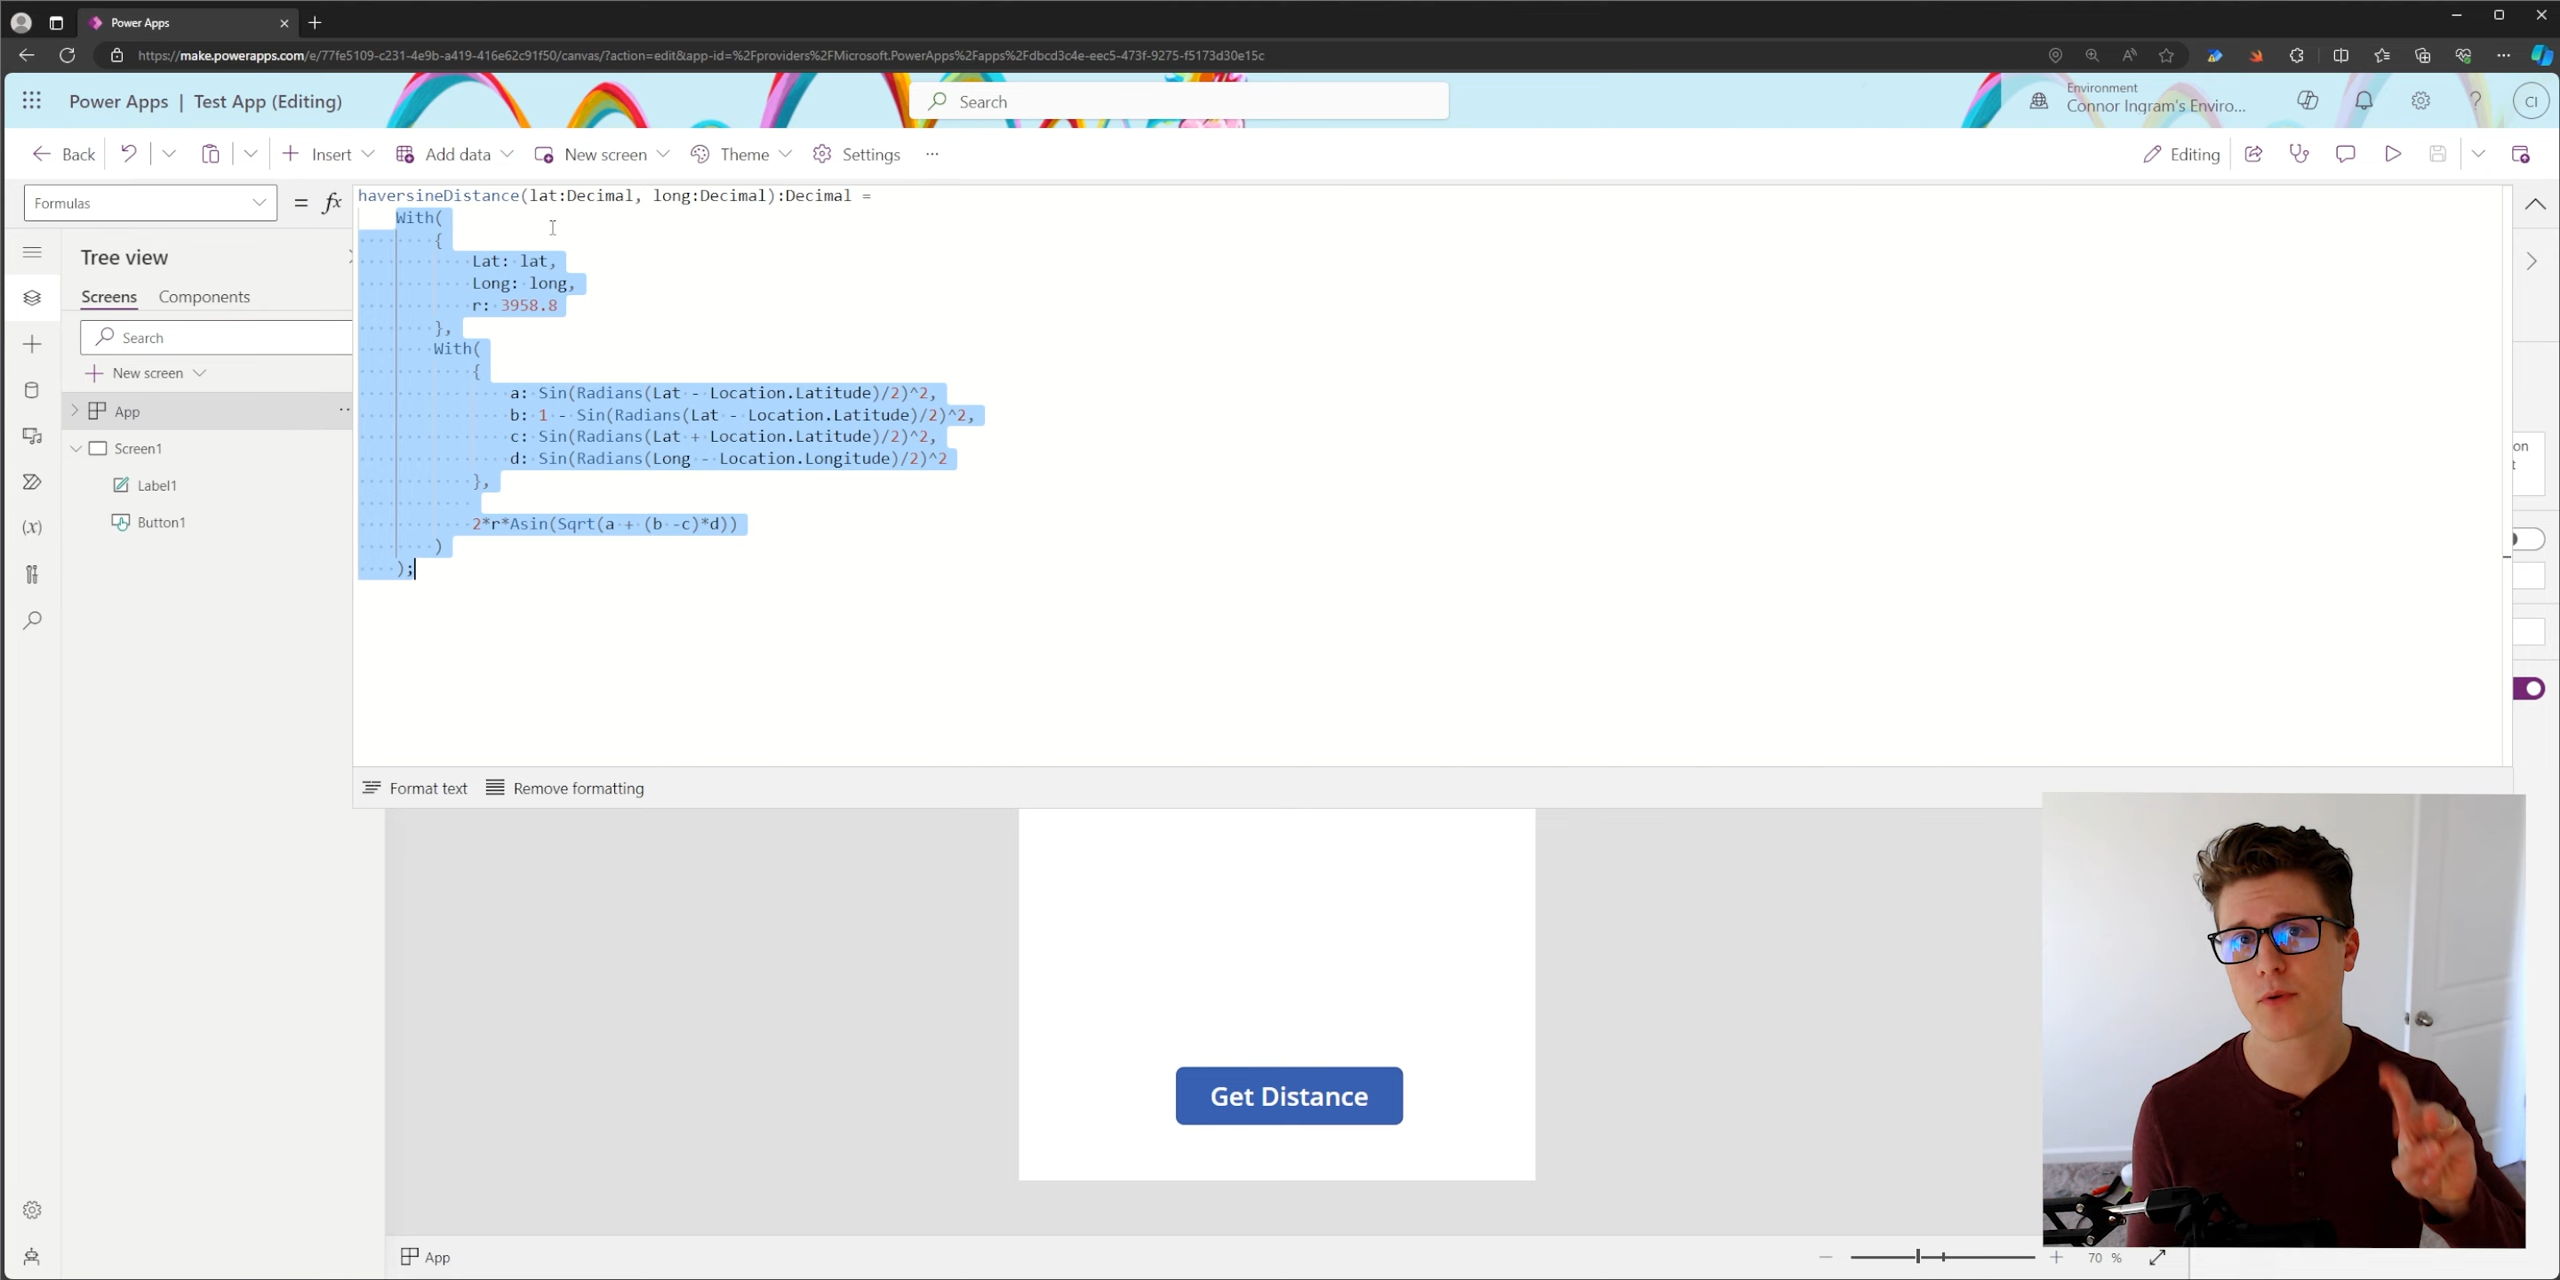 Power Apps
https://make.powerapps.com/e/77fe5109-c231-4e9b-a419-416e62c91f50/canvas/?action=edit&app-id=%2Fproviders%2FMicrosoft.PowerApps%2Fapps%2Fdbcd3c4e-eec5-473f-9275-f5173d30e15c
Power Apps | Test App (Editing)
Search
Environment
Connor Ingram's Enviro...
CI
Back
Insert
Add data
New screen
Theme
Settings
Editing
Formulas
= fx
haversineDistance(lat:Decimal, long:Decimal):Decimal =
With(
{
Lat: lat,
Long: long,
r: 3958.8
},
With(
{
a: Sin(Radians(Lat - Location.Latitude)/2)^2,
b: 1 - Sin(Radians(Lat - Location.Latitude)/2)^2,
c: Sin(Radians(Lat + Location.Latitude)/2)^2,
d: Sin(Radians(Long - Location.Longitude)/2)^2
},
2*r*Asin(Sqrt(a + (b -c)*d))
)
);
Tree view
Screens
Components
Search
New screen
App
Screen1
Label1
Button1
on
t
Format text
Remove formatting
Get Distance
App
70 %